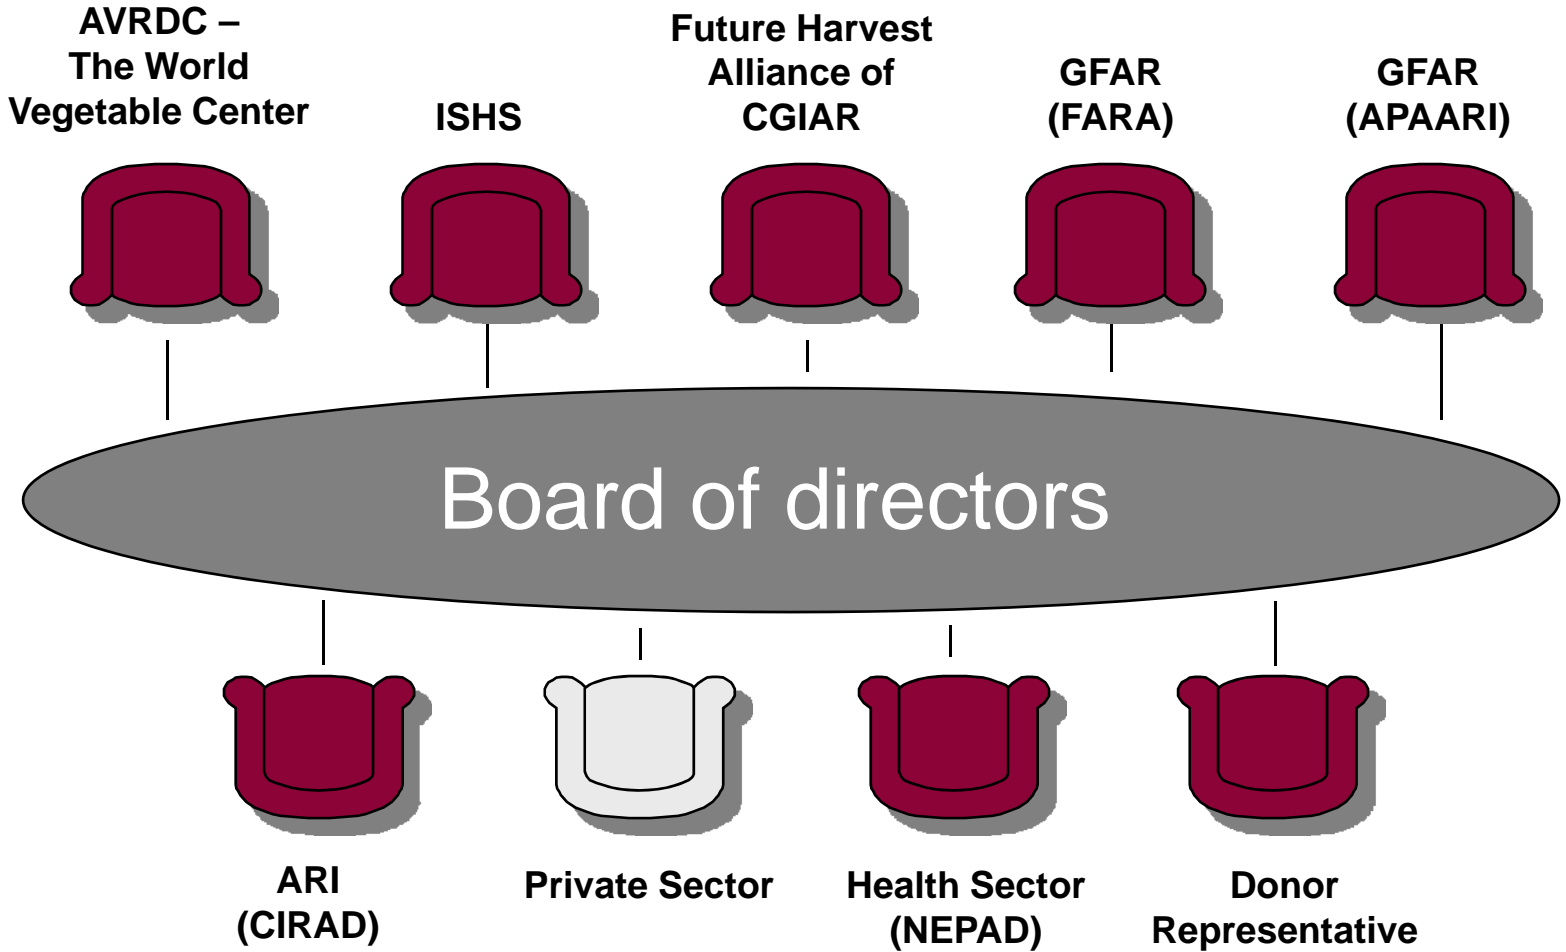 AVRDC –
The World
Vegetable Center
ISHS
Future Harvest
Alliance of
CGIAR
GFAR
(FARA)
GFAR
(APAARI)
Board of directors
ARI
(CIRAD)
Private Sector
Health Sector
(NEPAD)
Donor
Representative